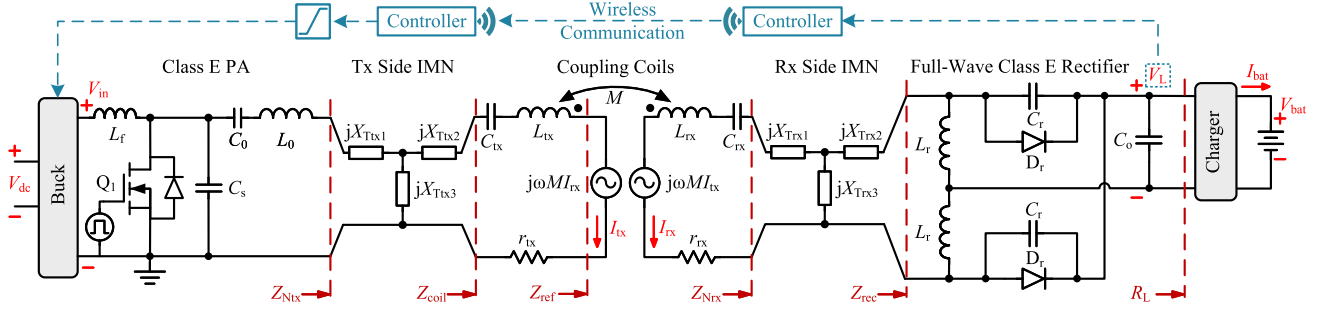 Controller
Wireless
Communication
Controller
Class E PA
Tx Side IMN
Coupling Coils
Rx Side IMN
Full-Wave Class E Rectifier
V_L
I_bat
V_in
M
L_f
C_0
L_0
jX_Ttx1
jX_Ttx2
C_tx
L_tx
L_rx
C_rx
jX_Trx1
jX_Trx2
C_r
D_r
L_r
C_o
Charger
V_bat
V_dc
Buck
Q_1
C_s
jX_Ttx3
jωMI_rx
jωMI_tx
jX_Trx3
I_tx
I_rx
L_r
C_r
D_r
r_tx
r_rx
Z_Ntx
Z_coil
Z_ref
Z_Nrx
Z_rec
R_L